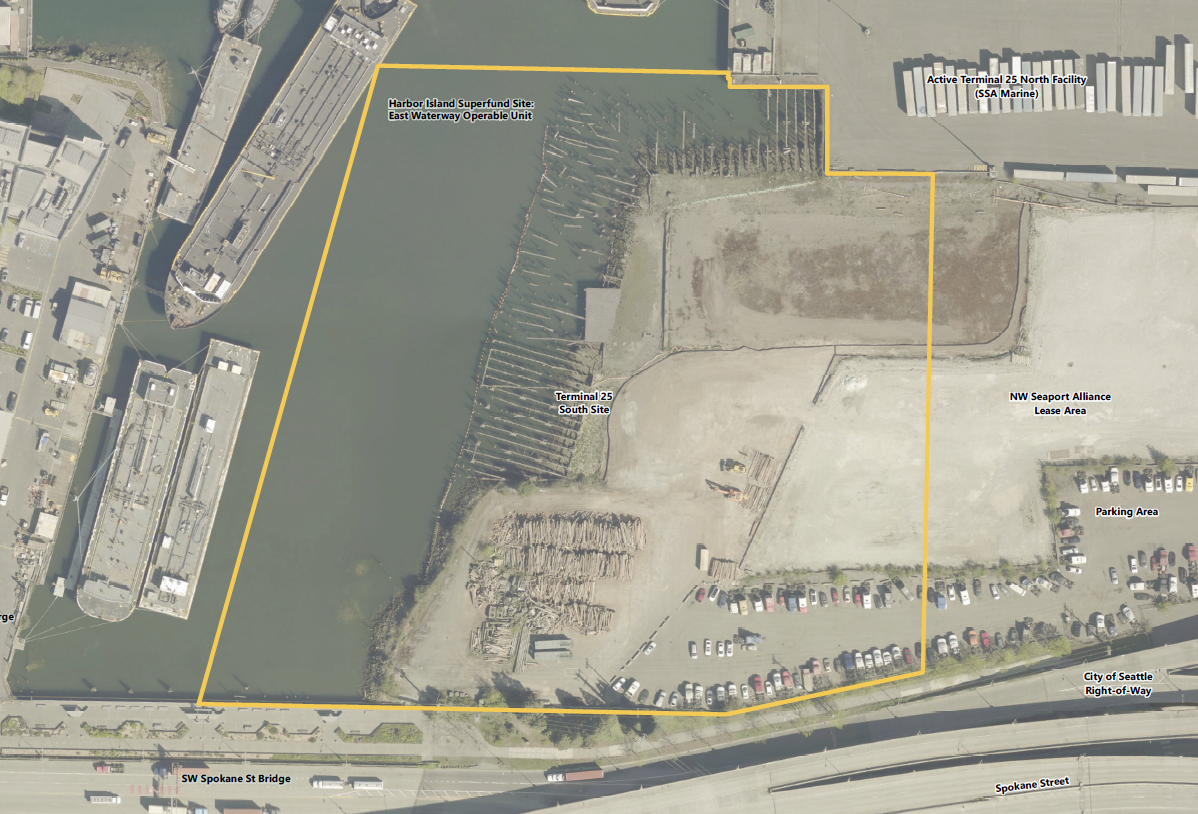 Active Terminal 25 North Facility
(SSA Marine)
Harbor Island Superfund Site:
East Waterway Operable Unit
Terminal 25
South Site
NW Seaport Alliance
Lease Area
Parking Area
rge
City of Seattle
Right-of-Way
SW Spokane St Bridge
Spokane Street